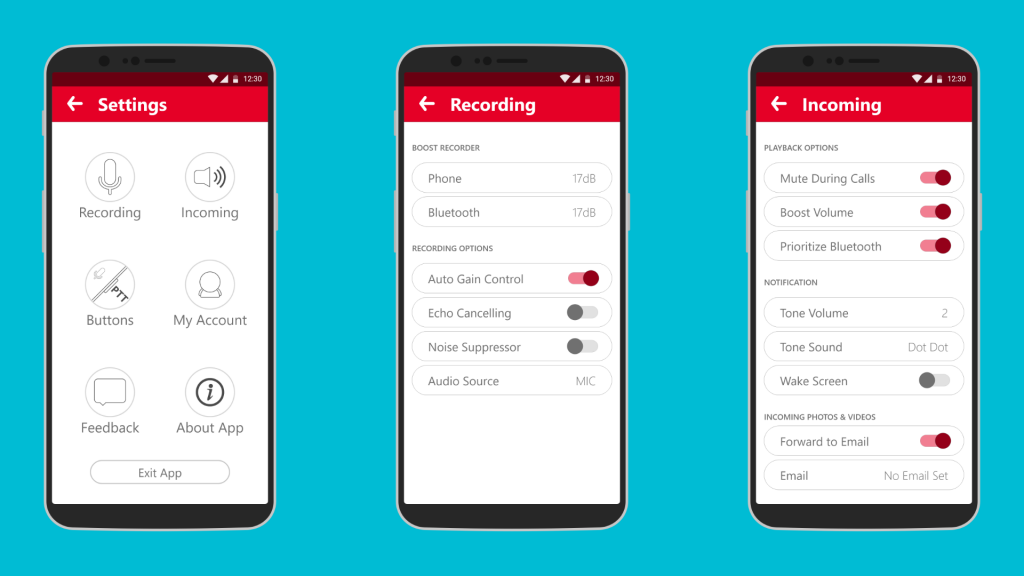 12:30
Settings
Recording
Incoming
PTT
Buttons
My Account
Feedback
About App
Exit App
12:30
Recording
BOOST RECORDER
Phone 17dB
Bluetooth 17dB
RECORDING OPTIONS
Auto Gain Control
Echo Cancelling
Noise Suppressor
Audio Source MIC
12:30
Incoming
PLAYBACK OPTIONS
Mute During Calls
Boost Volume
Prioritize Bluetooth
NOTIFICATION
Tone Volume 2
Tone Sound Dot Dot
Wake Screen
INCOMING PHOTOS & VIDEOS
Forward to Email
Email No Email Set